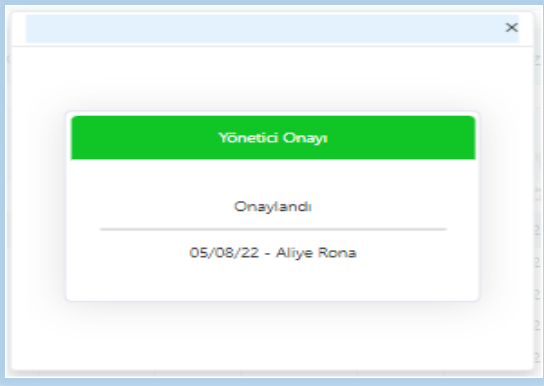 ×
Yönetici Onayı
Onaylandı
05/08/22 - Aliye Rona